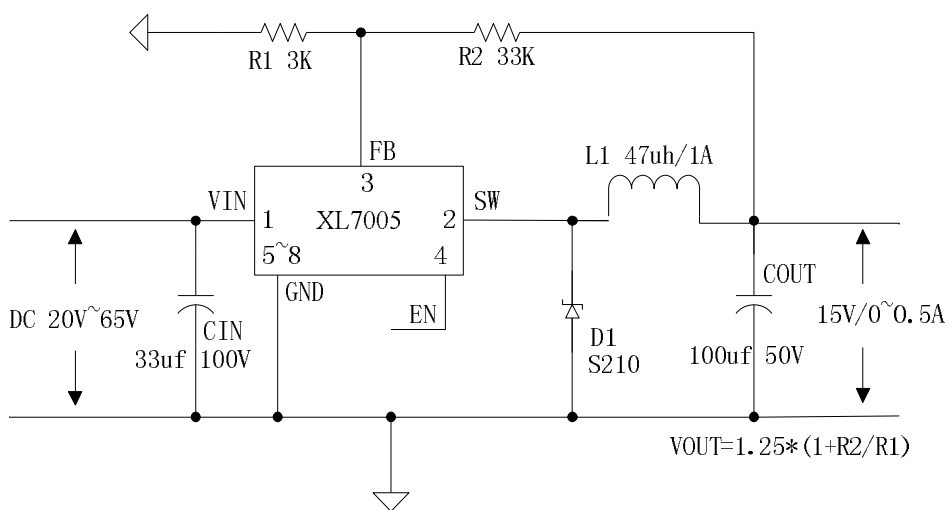 R1 3K
R2 33K
FB
3
L1 47uh/1A
VIN
SW
1
XL7005
2
5~8
4
GND
EN
COUT
DC 20V~65V
CIN
33uf 100V
D1
S210
100uf 50V
15V/0~0.5A
VOUT=1.25*(1+R2/R1)